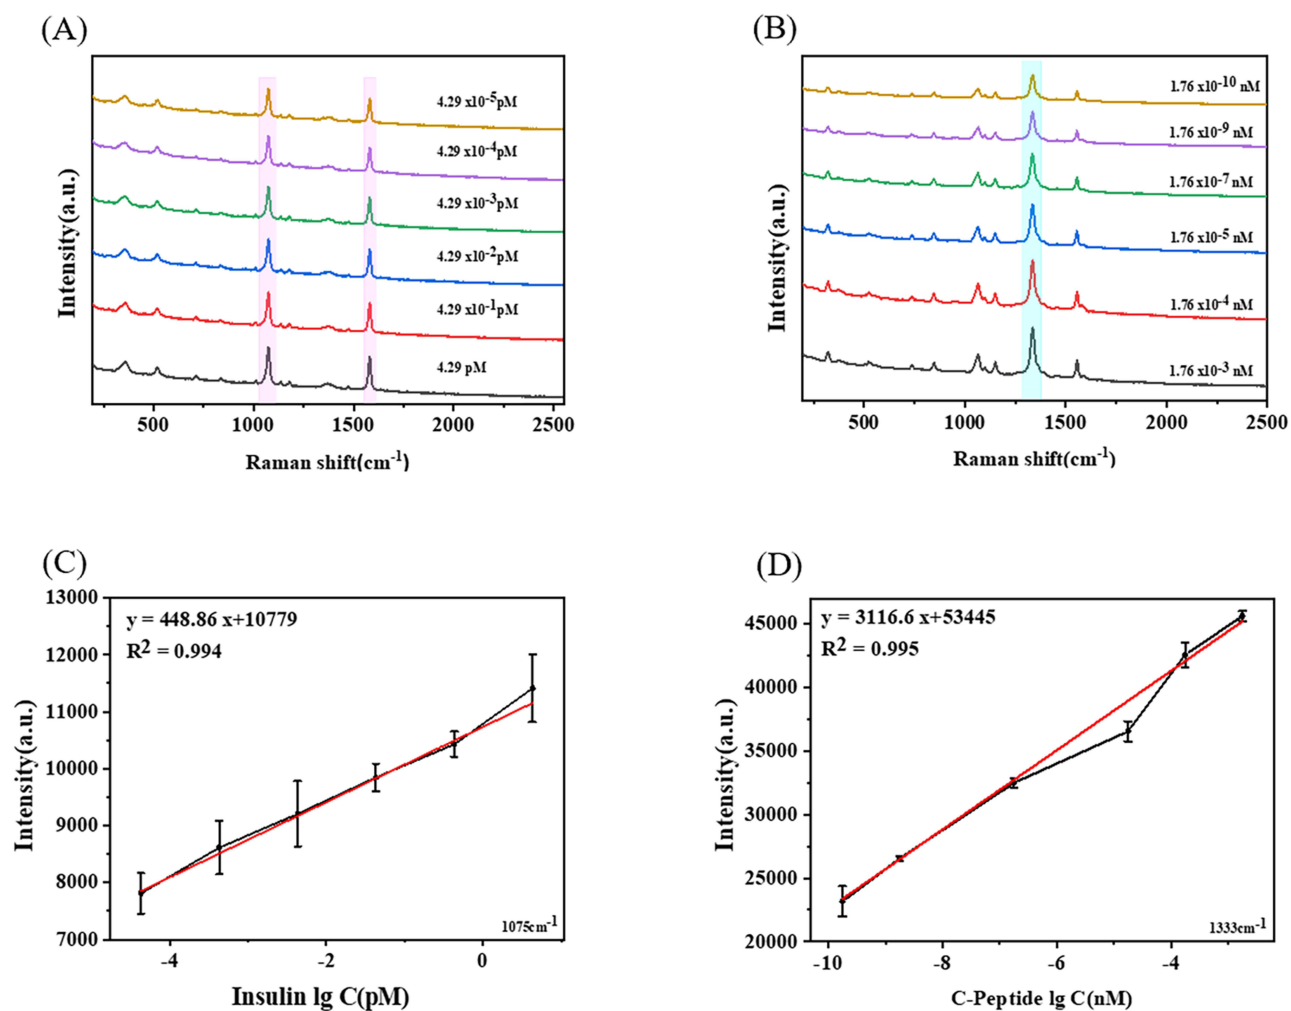 (A)
4.29 x10-5pM
4.29 x10-4pM
4.29 x10-3pM
4.29 x10-2pM
4.29 x10-1pM
4.29 pM
Intensity(a.u.)
500 1000 1500 2000 2500
Raman shift(cm-1)
(B)
1.76 x10-10 nM
1.76 x10-9 nM
1.76 x10-7 nM
1.76 x10-5 nM
1.76 x10-4 nM
1.76 x10-3 nM
Intensity(a.u.)
500 1000 1500 2000 2500
Raman shift(cm-1)
(C)
y = 448.86 x+10779
R2 = 0.994
13000
12000
11000
10000
9000
8000
7000
Intensity(a.u.)
1075cm-1
-4 -2 0
Insulin lg C(pM)
(D)
y = 3116.6 x+53445
R2 = 0.995
45000
40000
35000
30000
25000
20000
Intensity(a.u.)
1333cm-1
-10 -8 -6 -4 -2
C-Peptide lg C(nM)